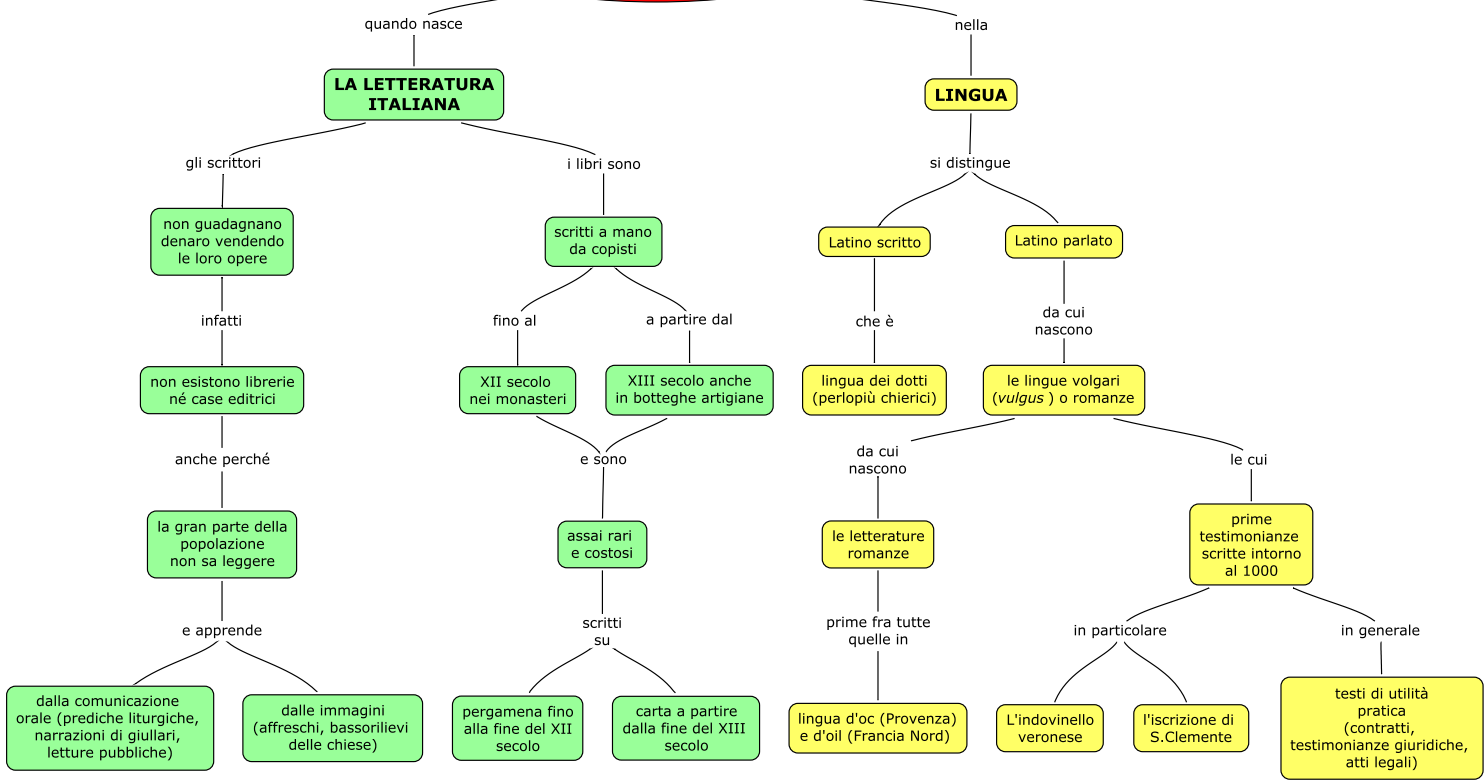 quando nasce
LA LETTERATURA
ITALIANA
gli scrittori
non guadagnano
denaro vendendo
le loro opere
infatti
non esistono librerie
né case editrici
anche perché
la gran parte della
popolazione
non sa leggere
e apprende
dalla comunicazione
orale (prediche liturgiche,
narrazioni di giullari,
letture pubbliche)
dalle immagini
(affreschi, bassorilievi
delle chiese)
i libri sono
scritti a mano
da copisti
fino al
XII secolo
nei monasteri
a partire dal
XIII secolo anche
in botteghe artigiane
e sono
assai rari
e costosi
scritti
su
pergamena fino
alla fine del XII
secolo
carta a partire
dalla fine del XIII
secolo
nella
LINGUA
si distingue
Latino scritto
che è
lingua dei dotti
(perlopiù chierici)
Latino parlato
da cui
nascono
le lingue volgari
(vulgus ) o romanze
da cui
nascono
le letterature
romanze
prime fra tutte
quelle in
lingua d'oc (Provenza)
e d'oil (Francia Nord)
le cui
prime
testimonianze
scritte intorno
al 1000
in particolare
L'indovinello
veronese
l'iscrizione di
S.Clemente
in generale
testi di utilità
pratica
(contratti,
testimonianze giuridiche,
atti legali)